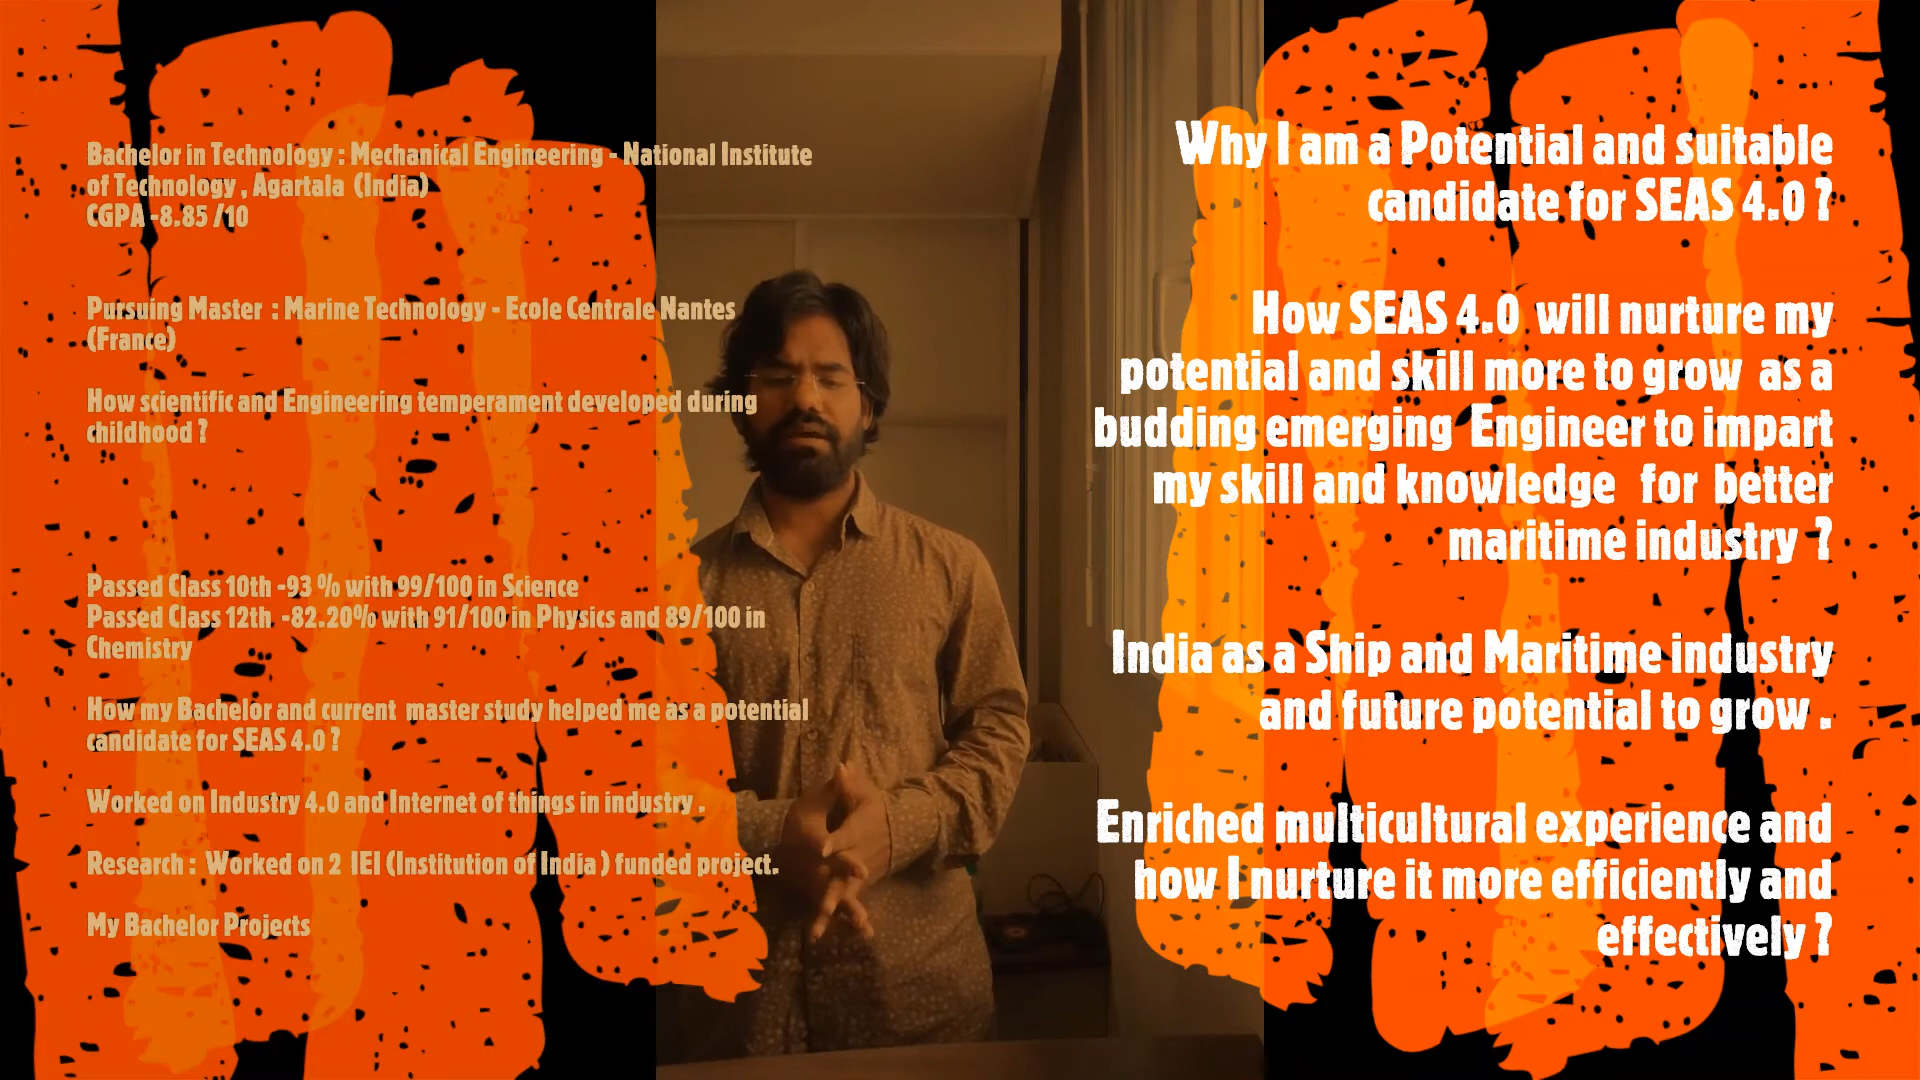 Bachelor in Technology : Mechanical Engineering - National Institute
of Technology , Agartala (India)
CGPA -8.85 /10
Pursuing Master : Marine Technology - Ecole Centrale Nantes
(France)
How scientific and Engineering temperament developed during
childhood ?
Passed Class 10th -93 % with 99/100 in Science
Passed Class 12th -82.20% with 91/100 in Physics and 89/100 in
Chemistry
How my Bachelor and current master study helped me as a potential
candidate for SEAS 4.0 ?
Worked on Industry 4.0 and Internet of things in industry .
Research : Worked on 2 IEI (Institution of India ) funded project.
My Bachelor Projects
Why I am a Potential and suitable
candidate for SEAS 4.0 ?
How SEAS 4.0 will nurture my
potential and skill more to grow as a
budding emerging Engineer to impart
my skill and knowledge for better
maritime industry ?
India as a Ship and Maritime industry
and future potential to grow .
Enriched multicultural experience and
how I nurture it more efficiently and
effectively ?